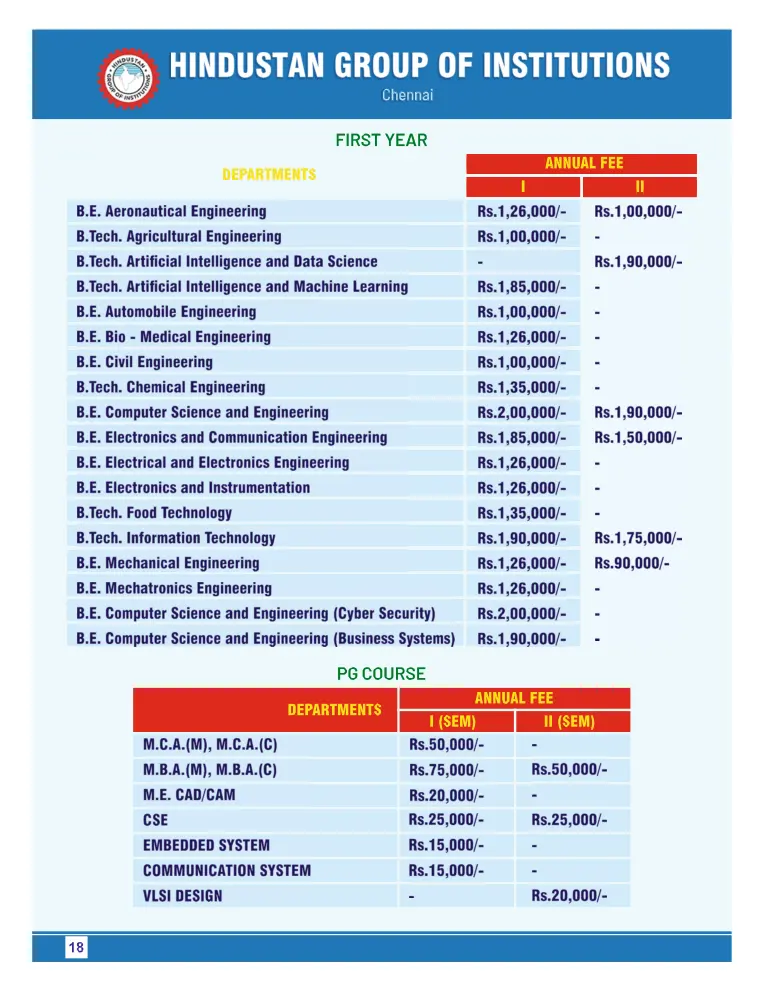 HINDUSTAN GROUP OF INSTITUTIONS
HINDUSTAN
GROUP OF INSTITUTIONS
Chennai
FIRST YEAR
DEPARTMENTS ANNUAL FEE
I II
B.E. Aeronautical Engineering Rs.1,26,000/- Rs.1,00,000/-
B.Tech. Agricultural Engineering Rs.1,00,000/- -
B.Tech. Artificial Intelligence and Data Science - Rs.1,90,000/-
B.Tech. Artificial Intelligence and Machine Learning Rs.1,85,000/- -
B.E. Automobile Engineering Rs.1,00,000/- -
B.E. Bio - Medical Engineering Rs.1,26,000/- -
B.E. Civil Engineering Rs.1,00,000/- -
B.Tech. Chemical Engineering Rs.1,35,000/- -
B.E. Computer Science and Engineering Rs.2,00,000/- Rs.1,90,000/-
B.E. Electronics and Communication Engineering Rs.1,85,000/- Rs.1,50,000/-
B.E. Electrical and Electronics Engineering Rs.1,26,000/- -
B.E. Electronics and Instrumentation Rs.1,26,000/- -
B.Tech. Food Technology Rs.1,35,000/- -
B.Tech. Information Technology Rs.1,90,000/- Rs.1,75,000/-
B.E. Mechanical Engineering Rs.1,26,000/- Rs.90,000/-
B.E. Mechatronics Engineering Rs.1,26,000/- -
B.E. Computer Science and Engineering (Cyber Security) Rs.2,00,000/- -
B.E. Computer Science and Engineering (Business Systems) Rs.1,90,000/- -
PG COURSE
DEPARTMENTS ANNUAL FEE
I (SEM) II (SEM)
M.C.A.(M), M.C.A.(C) Rs.50,000/- -
M.B.A.(M), M.B.A.(C) Rs.75,000/- Rs.50,000/-
M.E. CAD/CAM Rs.20,000/- -
CSE Rs.25,000/- Rs.25,000/-
EMBEDDED SYSTEM Rs.15,000/- -
COMMUNICATION SYSTEM Rs.15,000/- -
VLSI DESIGN - Rs.20,000/-
18